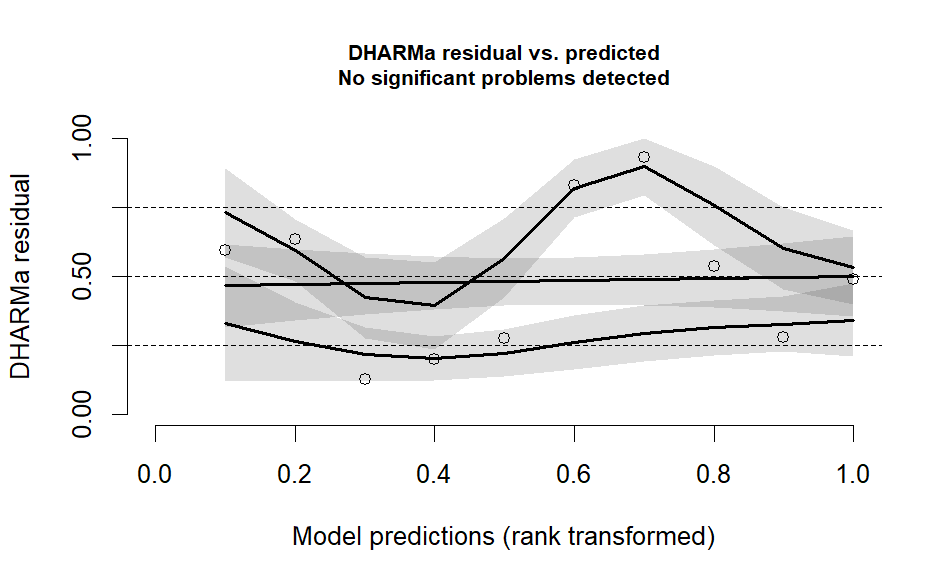 DHARMa residual vs. predicted
No significant problems detected
1.00
0.50
0.00
DHARMa residual
0.0 0.2 0.4 0.6 0.8 1.0
Model predictions (rank transformed)